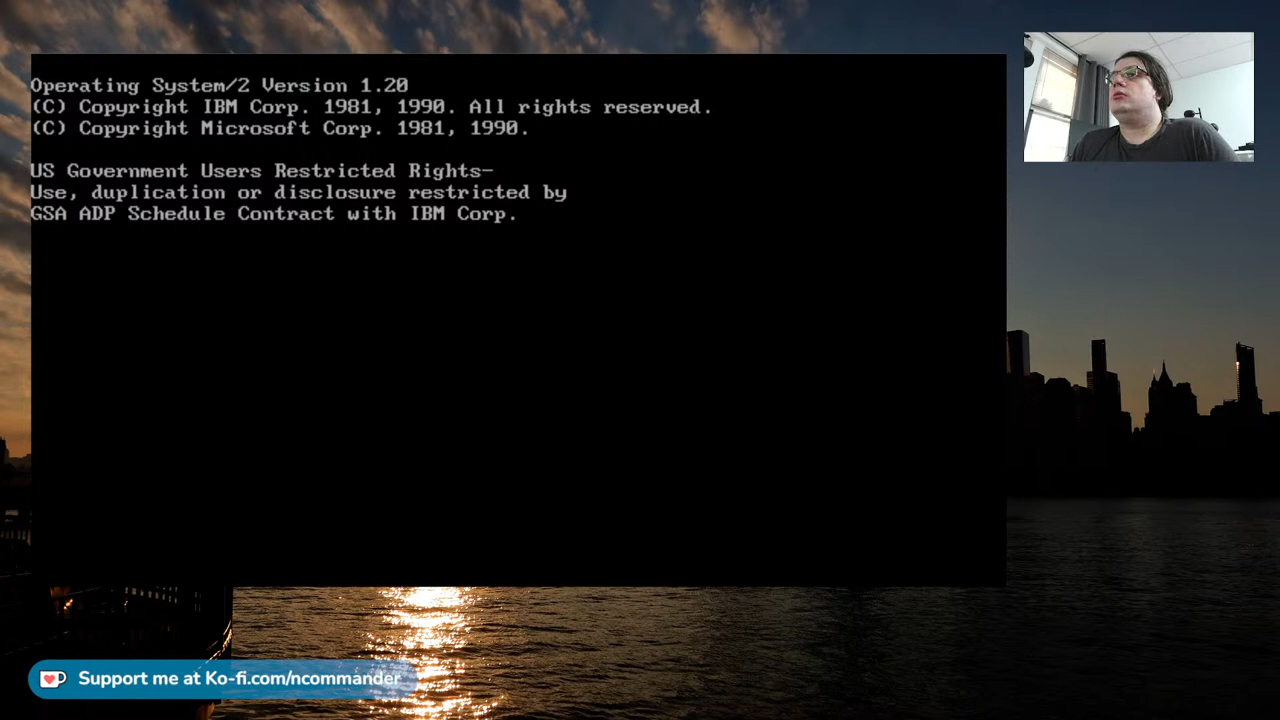 Operating System/2 Version 1.20
(C) Copyright IBM Corp. 1981, 1990. All rights reserved.
(C) Copyright Microsoft Corp. 1981, 1990.
US Government Users Restricted Rights-
Use, duplication or disclosure restricted by
GSA ADP Schedule Contract with IBM Corp.
Support me at Ko-fi.com/ncommander